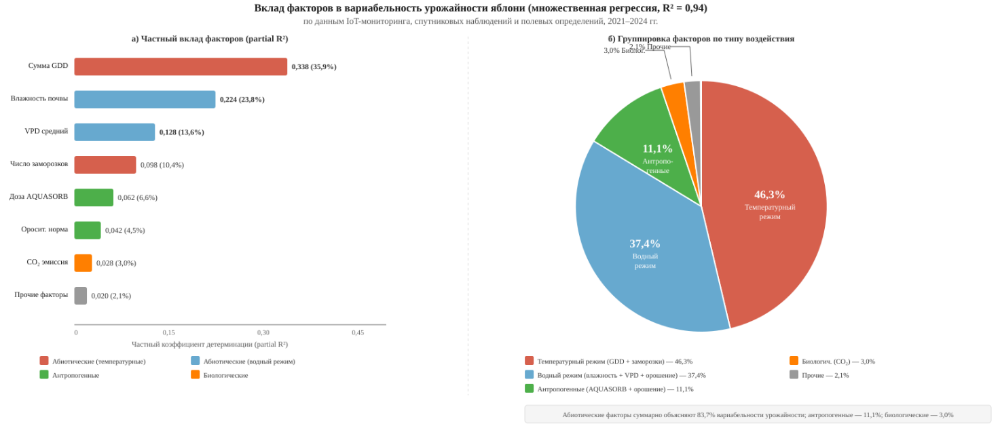 Вклад факторов в вариабельность урожайности яблони (множественная регрессия, R² = 0,94)
по данным IoT-мониторинга, спутниковых наблюдений и полевых определений, 2021–2024 гг.
а) Частный вклад факторов (partial R²)
Сумма GDD
0,338 (35,9%)
Влажность почвы
0,224 (23,8%)
VPD средний
0,128 (13,6%)
Число заморозков
0,098 (10,4%)
Доза AQUASORB
0,062 (6,6%)
Оросит. норма
0,042 (4,5%)
CO₂ эмиссия
0,028 (3,0%)
Прочие факторы
0,020 (2,1%)
0
0,15
0,30
0,45
Частный коэффициент детерминации (partial R²)
Абиотические (температурные)
Абиотические (водный режим)
Антропогенные
Биологические
б) Группировка факторов по типу воздействия
2,1% Прочие
3,0% Биолог.
11,1%
Антропо-
генные
46,3%
Температурный
режим
37,4%
Водный
режим
Температурный режим (GDD + заморозки) — 46,3%
Биологич. (CO₂) — 3,0%
Водный режим (влажность + VPD + орошение) — 37,4%
Прочие — 2,1%
Антропогенные (AQUASORB + орошение) — 11,1%
Абиотические факторы суммарно объясняют 83,7% вариабельности урожайности; антропогенные — 11,1%; биологические — 3,0%